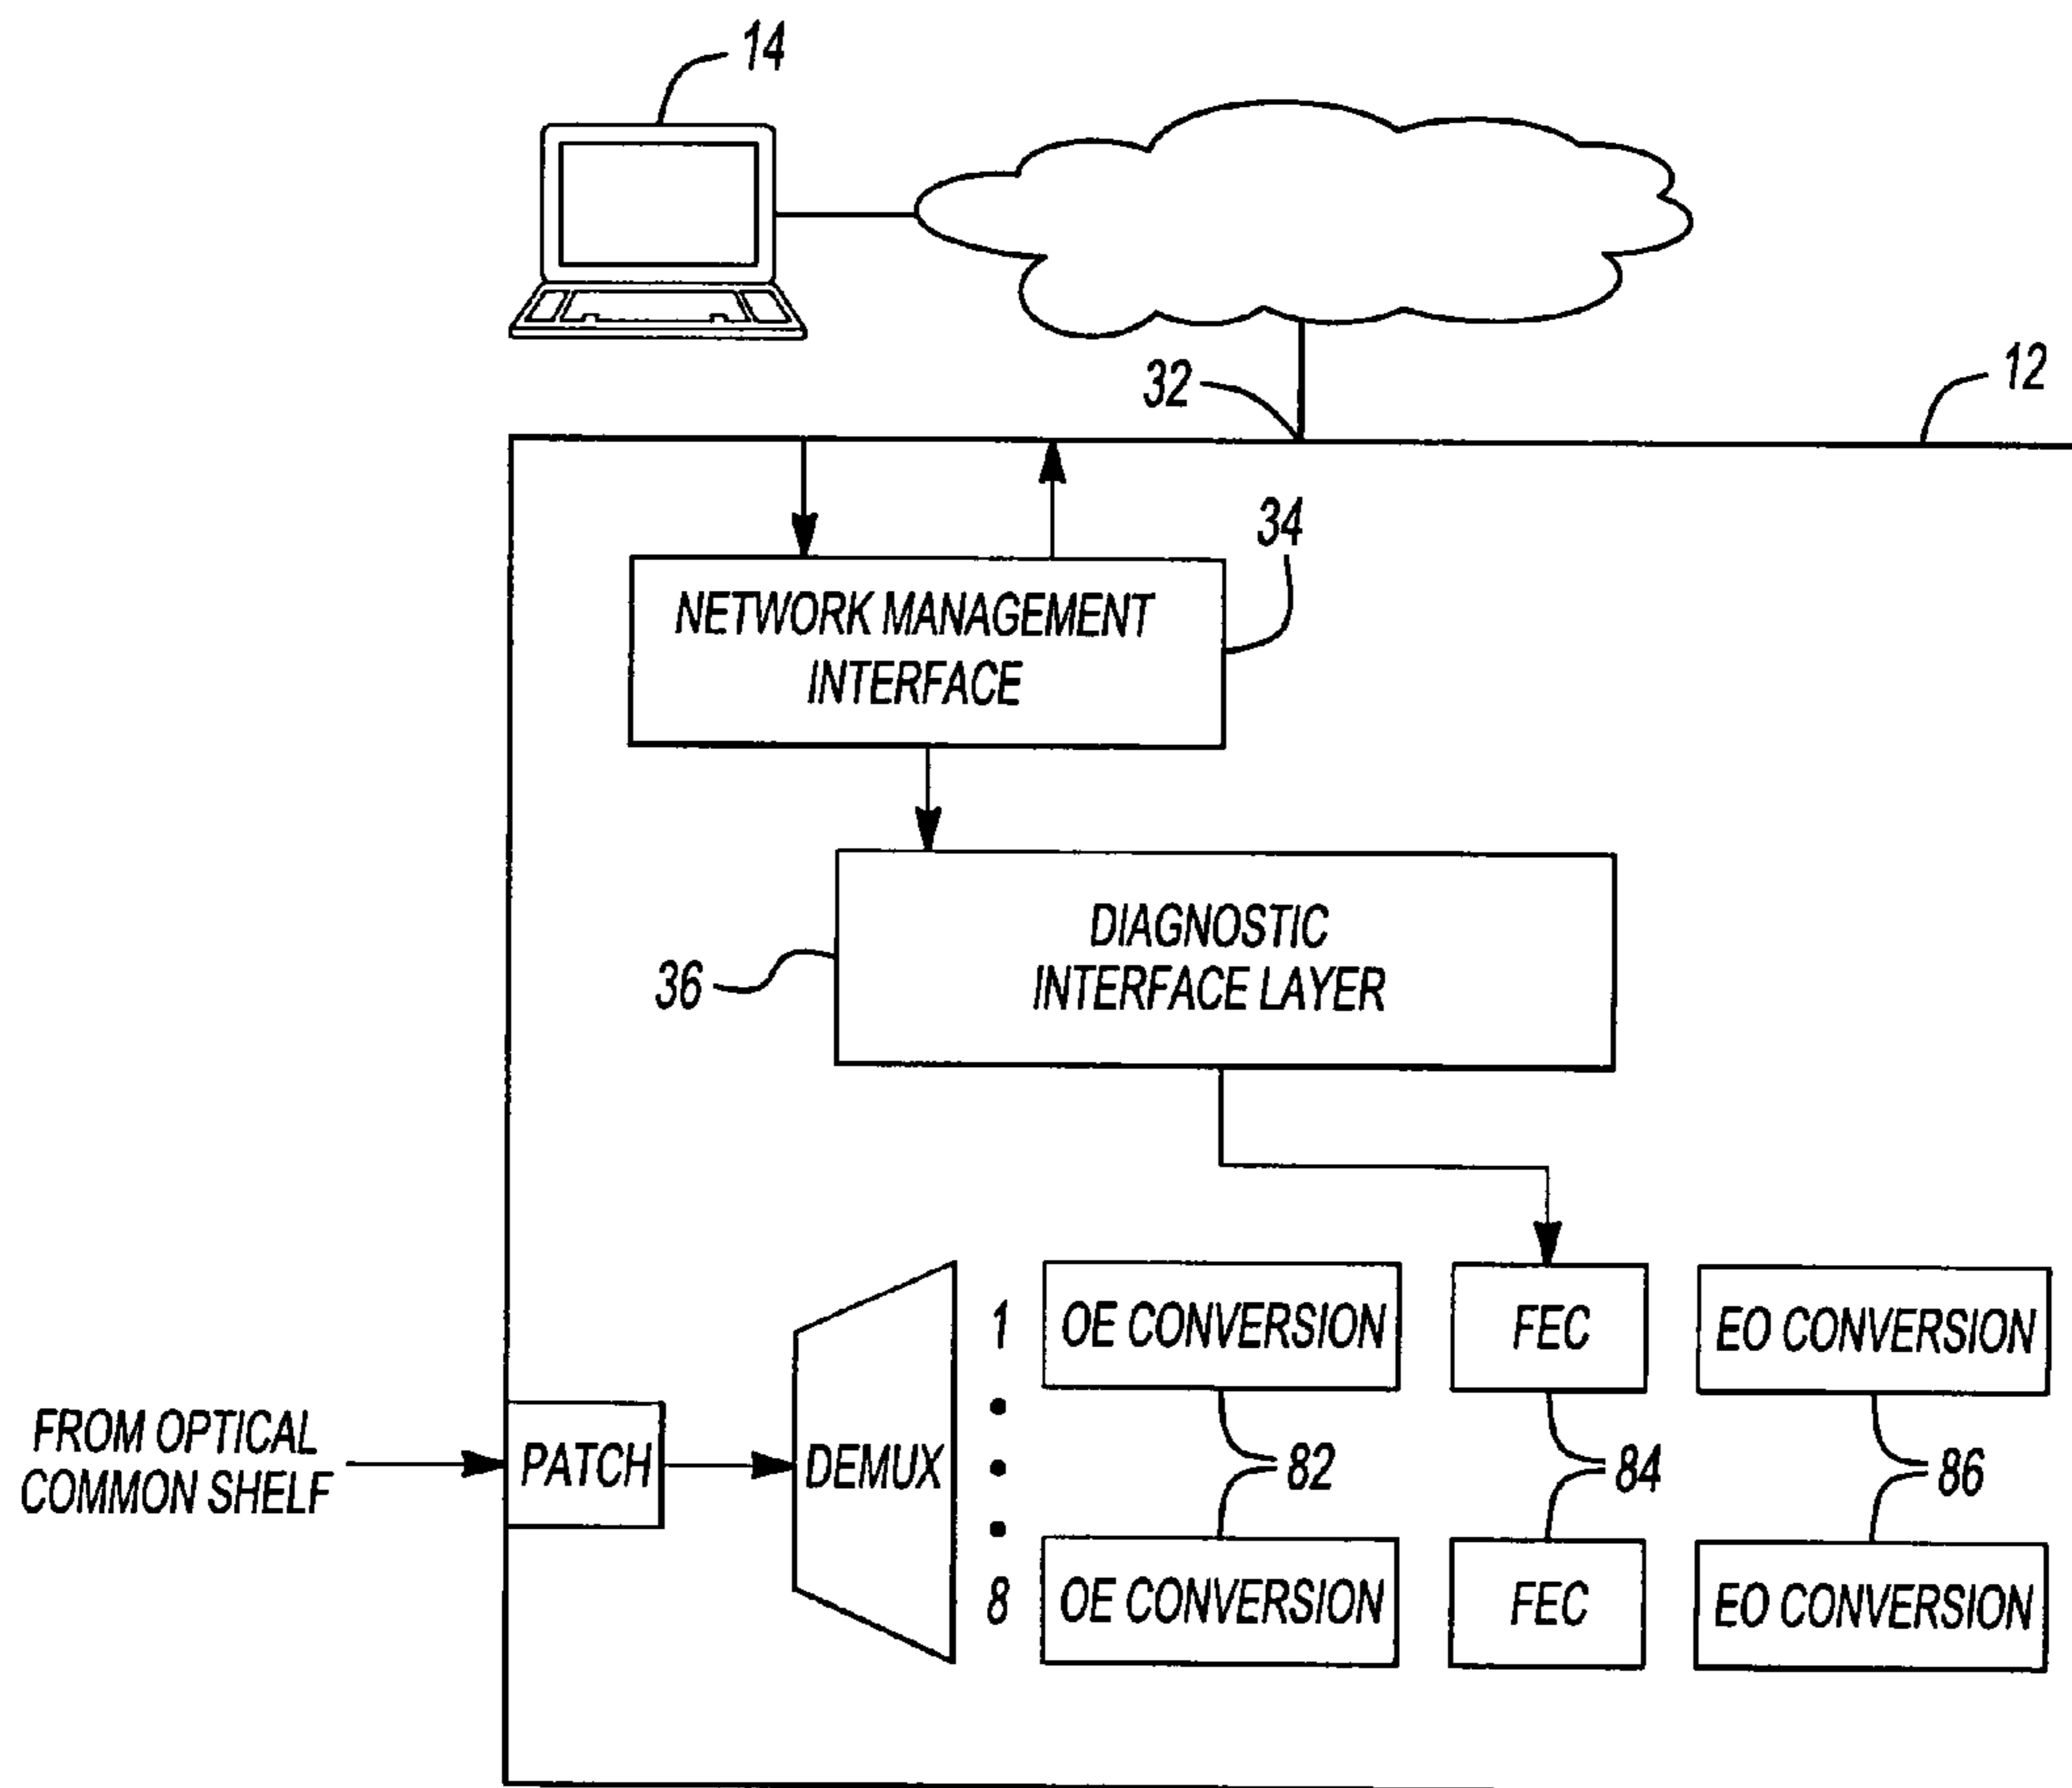 14
12
32
34
NETWORK MANAGEMENT
INTERFACE
DIAGNOSTIC
INTERFACE LAYER
36
1
OE CONVERSION
FEC
EO CONVERSION
FROM OPTICAL
COMMON SHELF
PATCH
DEMUX
82
84
86
8
OE CONVERSION
FEC
EO CONVERSION